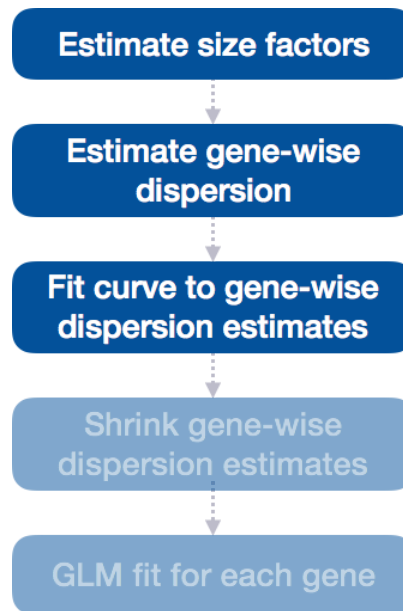 Estimate size factors
Estimate gene-wise
dispersion
Fit curve to gene-wise
dispersion estimates
Shrink gene-wise
dispersion estimates
GLM fit for each gene